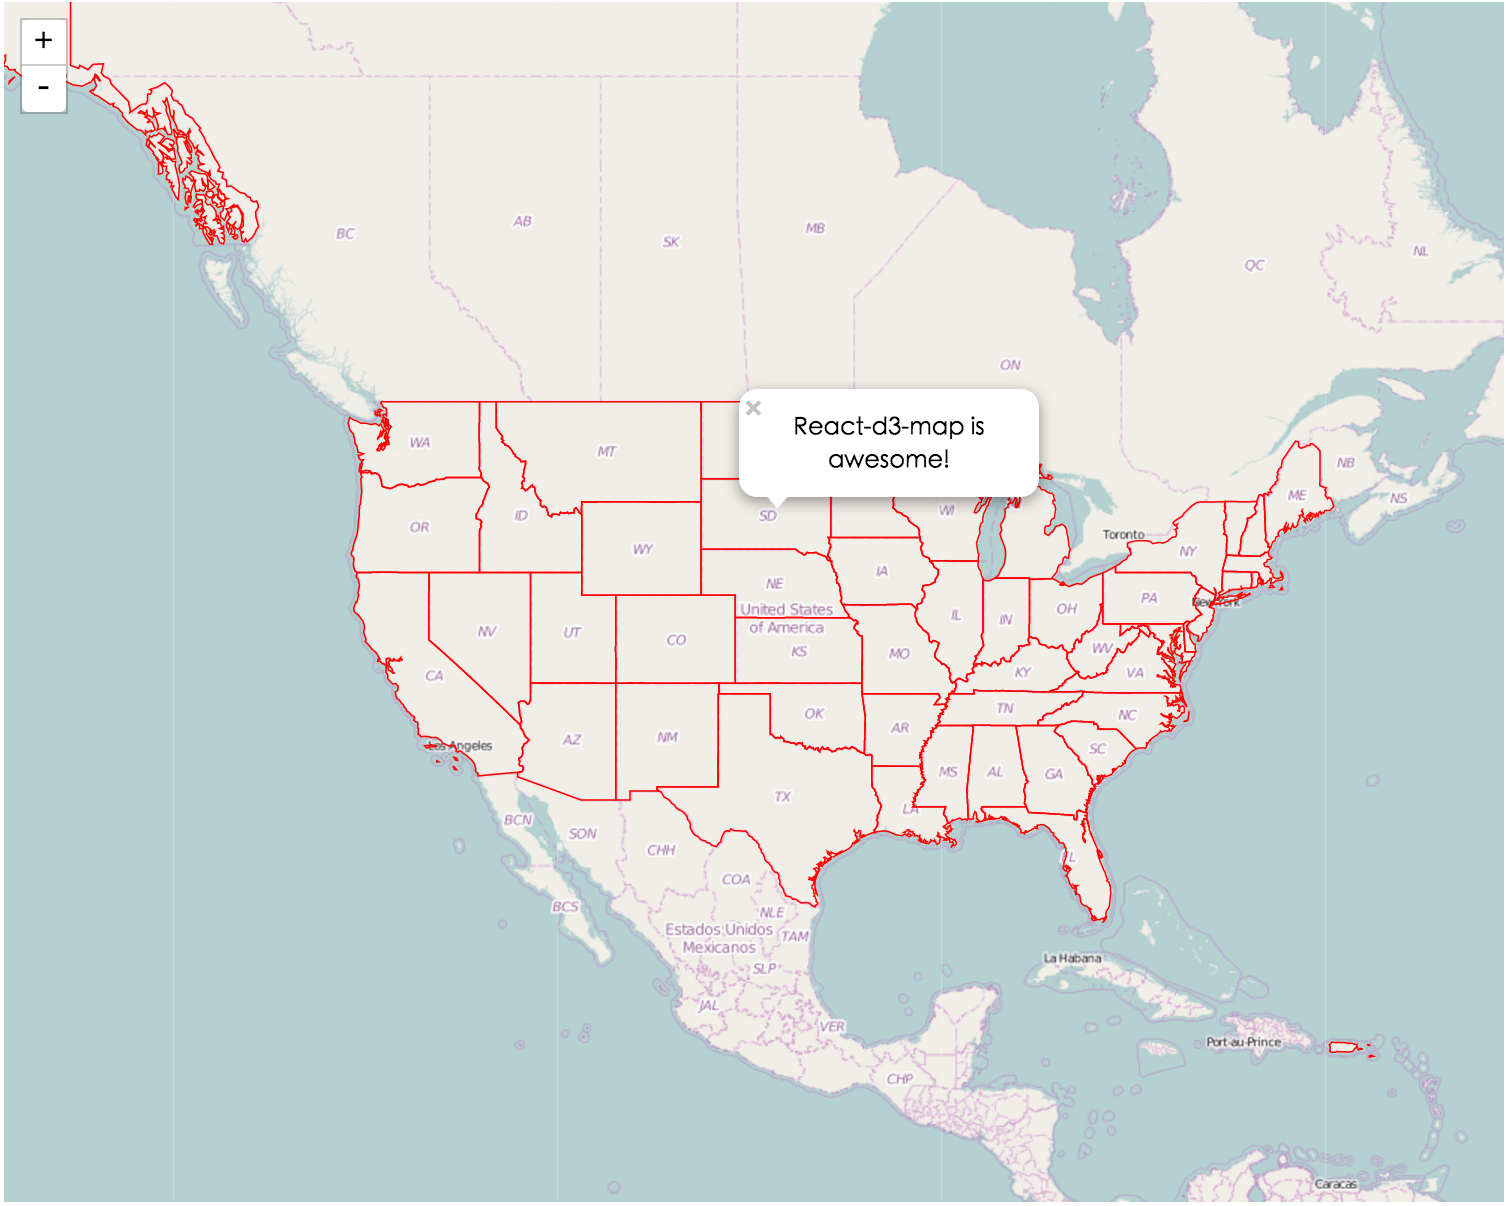 +
-
BC
AB
SK
MB
QC
NL
ON
×
React-d3-map is
awesome!
WA
MT
NB
ME
NS
OR
ID
SD
WI
Toronto
WY
NY
IA
NE
PA
New York
United States
of America
IL
IN
OH
NV
UT
CO
KS
MO
WV
CA
KY
VA
OK
TN
NC
AR
Los Angeles
AZ
NM
SC
MS
AL
GA
TX
LA
BCN
SON
CHH
FL
COA
BCS
NLE
Estados Unidos
Mexicanos
TAM
La Habana
SLP
JAL
VER
Port-au-Prince
CHP
Caracas